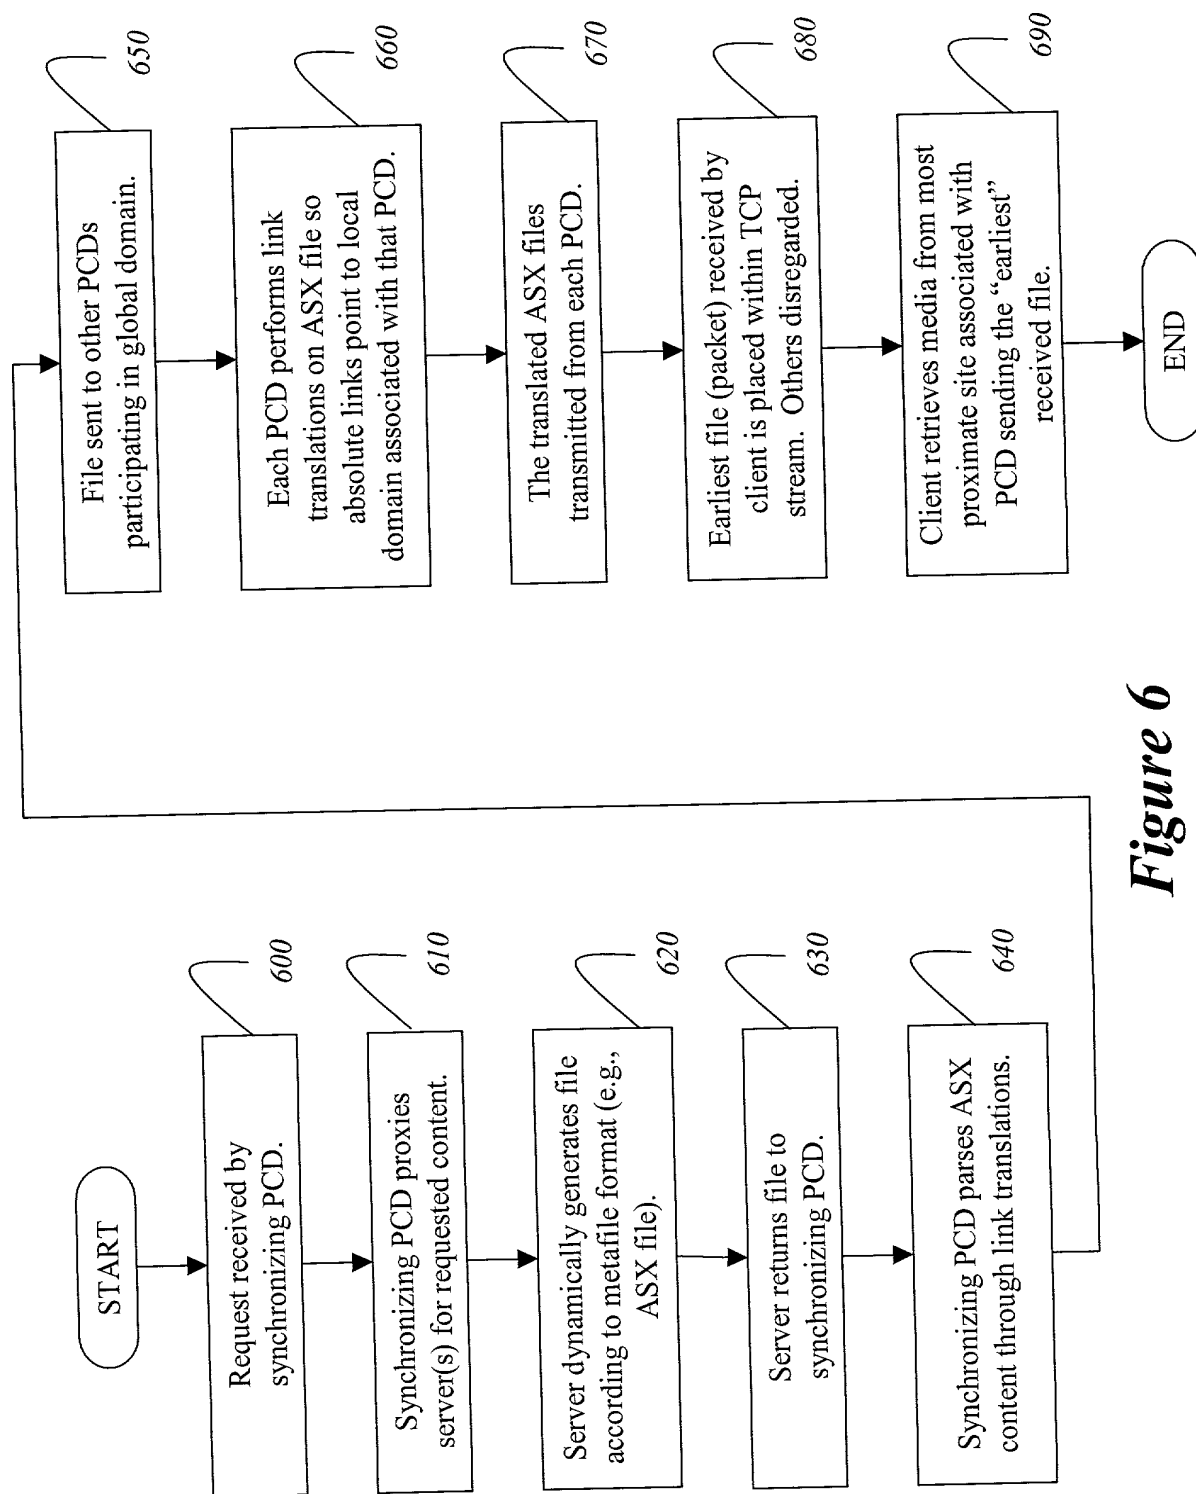 START
Request received by
synchronizing PCD.
600
Synchronizing PCD proxies
server(s) for requested content.
610
Server dynamically generates file
according to metafile format (e.g.,
ASX file).
620
Server returns file to
synchronizing PCD.
630
Synchronizing PCD parses ASX
content through link translations.
640
File sent to other PCDs
participating in global domain.
650
Each PCD performs link
translations on ASX file so
absolute links point to local
domain associated with that PCD.
660
The translated ASX files
transmitted from each PCD.
670
Earliest file (packet) received by
client is placed within TCP
stream.  Others disregarded.
680
Client retrieves media from most
proximate site associated with
PCD sending the “earliest”
received file.
690
END
Figure 6